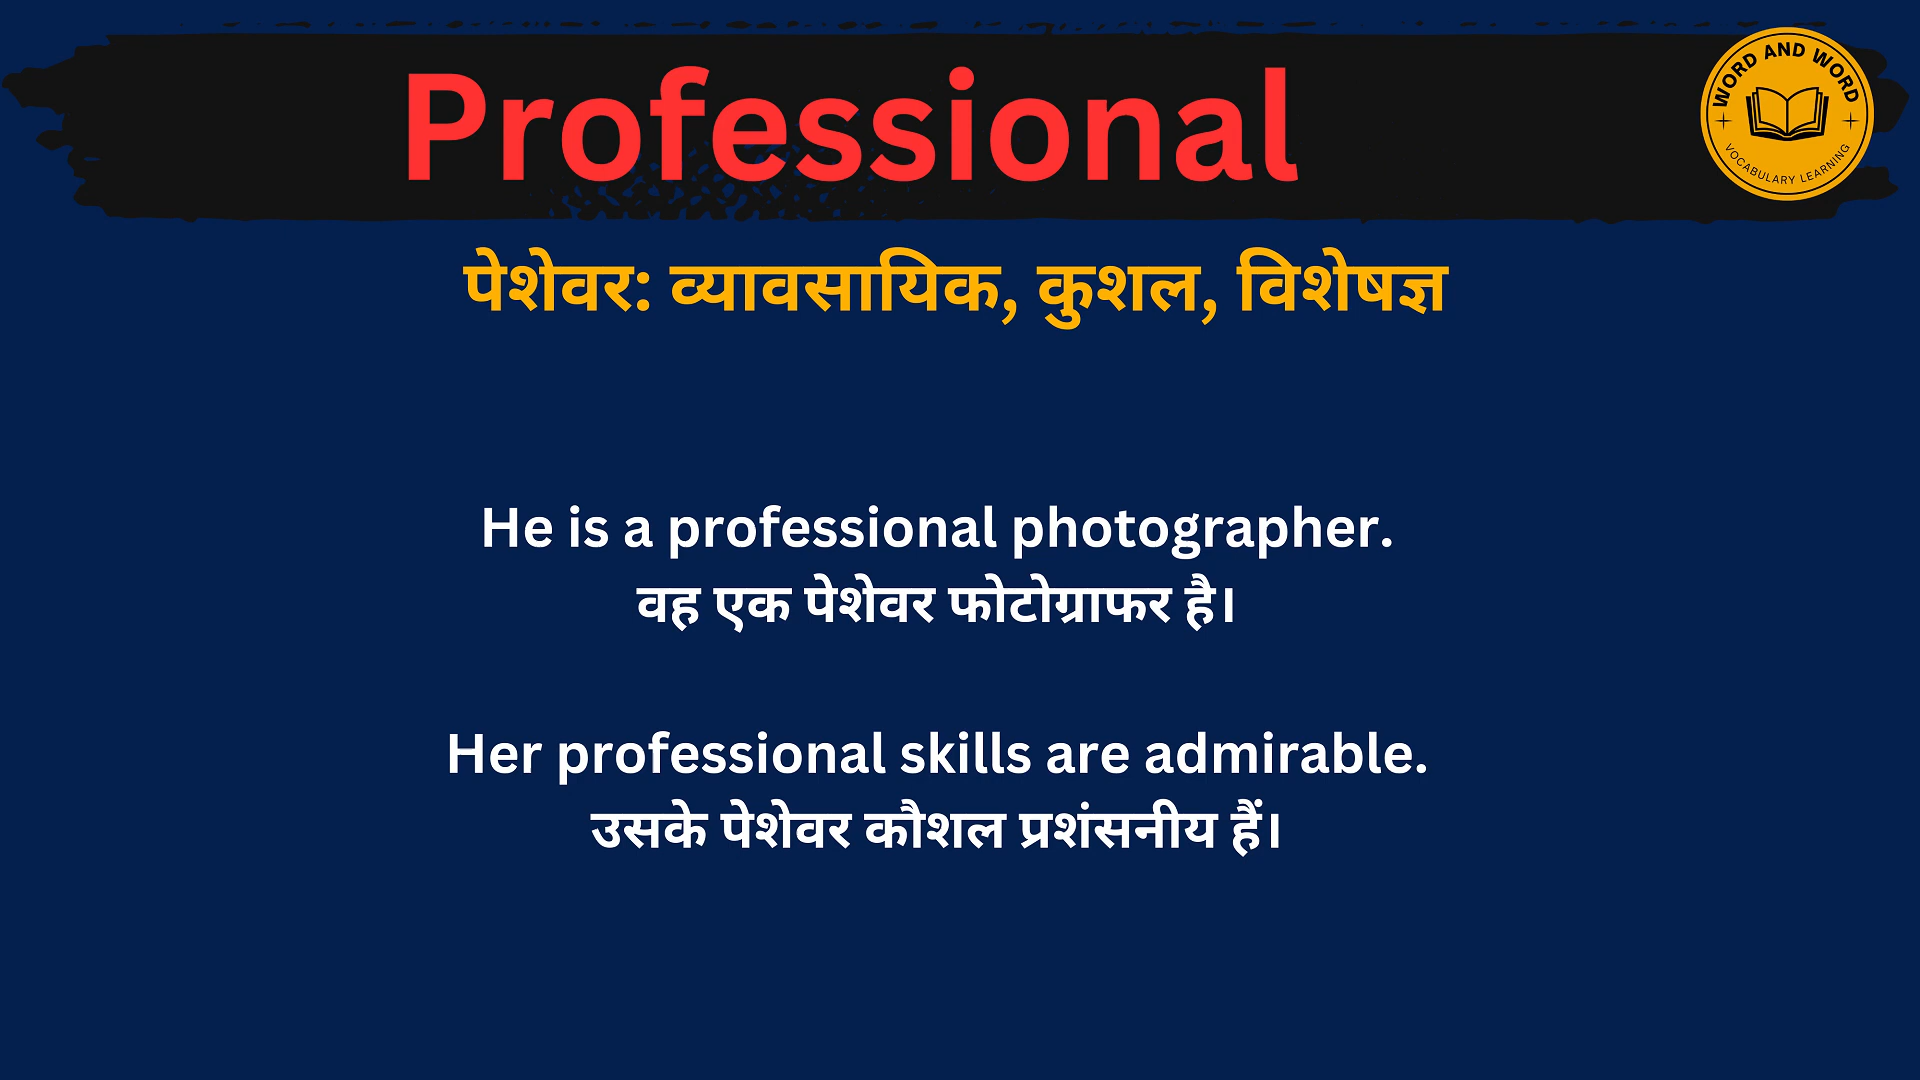 Professional
WORD AND WORD
VOCABULARY LEARNING
पेशेवर: व्यावसायिक, कुशल, विशेषज्ञ
He is a professional photographer.
वह एक पेशेवर फोटोग्राफर है।
Her professional skills are admirable.
उसके पेशेवर कौशल प्रशंसनीय हैं।